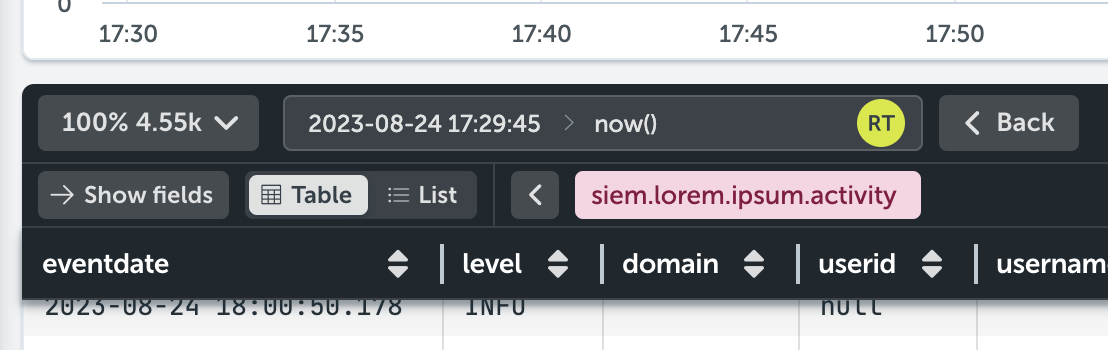 0
17:30 17:35 17:40 17:45 17:50
100% 4.55k 2023-08-24 17:29:45 > now() RT Back
→ Show fields Table List siem.lorem.ipsum.activity
eventdate level domain userid usernam
2023-08-24 18:00:50.178 INFO null